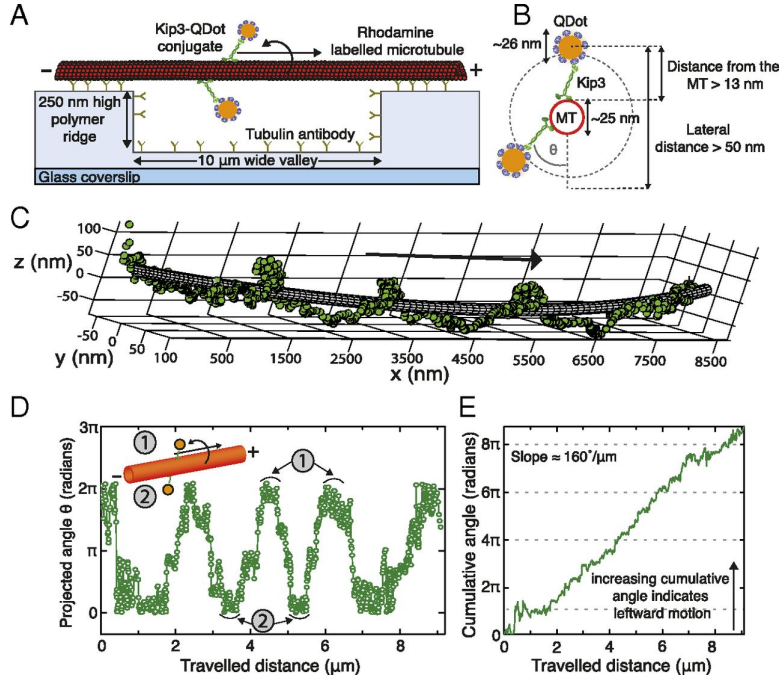 A
Kip3-QDot
conjugate
Rhodamine
labelled microtubule
-
+
250 nm high
polymer
ridge
Tubulin antibody
10 μm wide valley
Glass coverslip
B
QDot
~26 nm
Kip3
MT
~25 nm
θ
Distance from the
MT > 13 nm
Lateral
distance > 50 nm
C
z (nm)
100
50
0
-50
y (nm)
-50
0
50
100
500
1500
2500
3500
4500
5500
6500
7500
8500
x (nm)
D
Projected angle θ (radians)
3π
2π
π
0
1
2
-
+
1
2
0
2
4
6
8
Travelled distance (μm)
E
Cumulative angle (radians)
8π
6π
4π
2π
0
Slope ≈ 160°/μm
increasing cumulative
angle indicates
leftward motion
0
2
4
6
8
Travelled distance (μm)